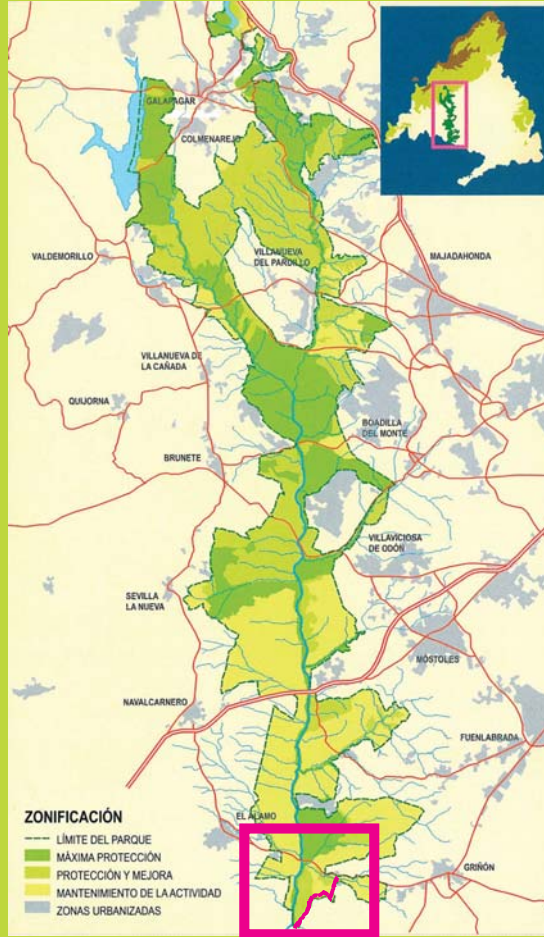 GALAPAGAR
COLMENAREJO
VALDEMORILLO
VILLANUEVA
DEL PARDILLO
MAJADAHONDA
VILLANUEVA DE
LA CAÑADA
QUIJORNA
BOADILLA
DEL MONTE
BRUNETE
VILLAVICIOSA
DE ODÓN
SEVILLA
LA NUEVA
MÓSTOLES
NAVALCARNERO
FUENLABRADA
EL ÁLAMO
GRIÑÓN
ZONIFICACIÓN
LÍMITE DEL PARQUE
MÁXIMA PROTECCIÓN
PROTECCIÓN Y MEJORA
MANTENIMIENTO DE LA ACTIVIDAD
ZONAS URBANIZADAS